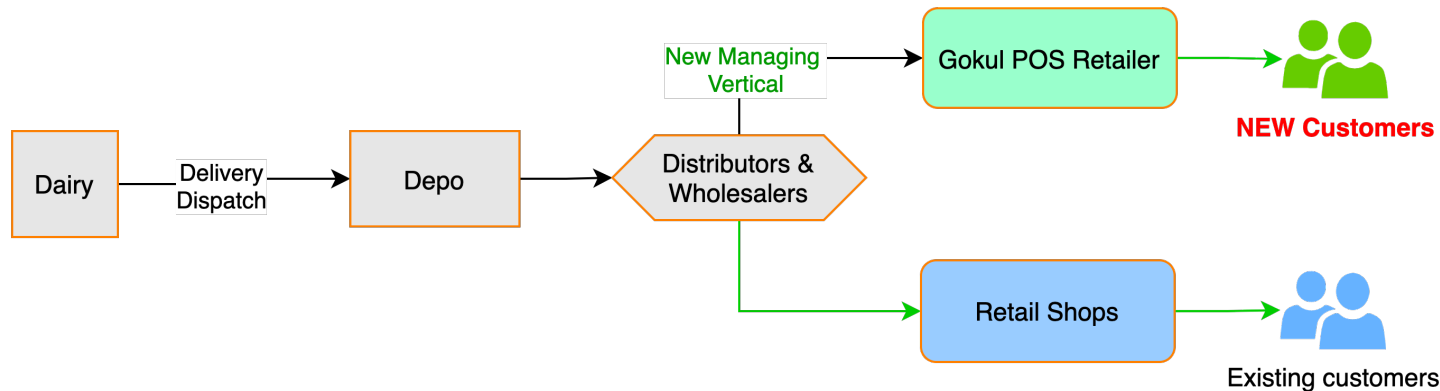 Dairy
Delivery
Dispatch
Depo
Distributors &
Wholesalers
New Managing
Vertical
Gokul POS Retailer
NEW Customers
Retail Shops
Existing customers